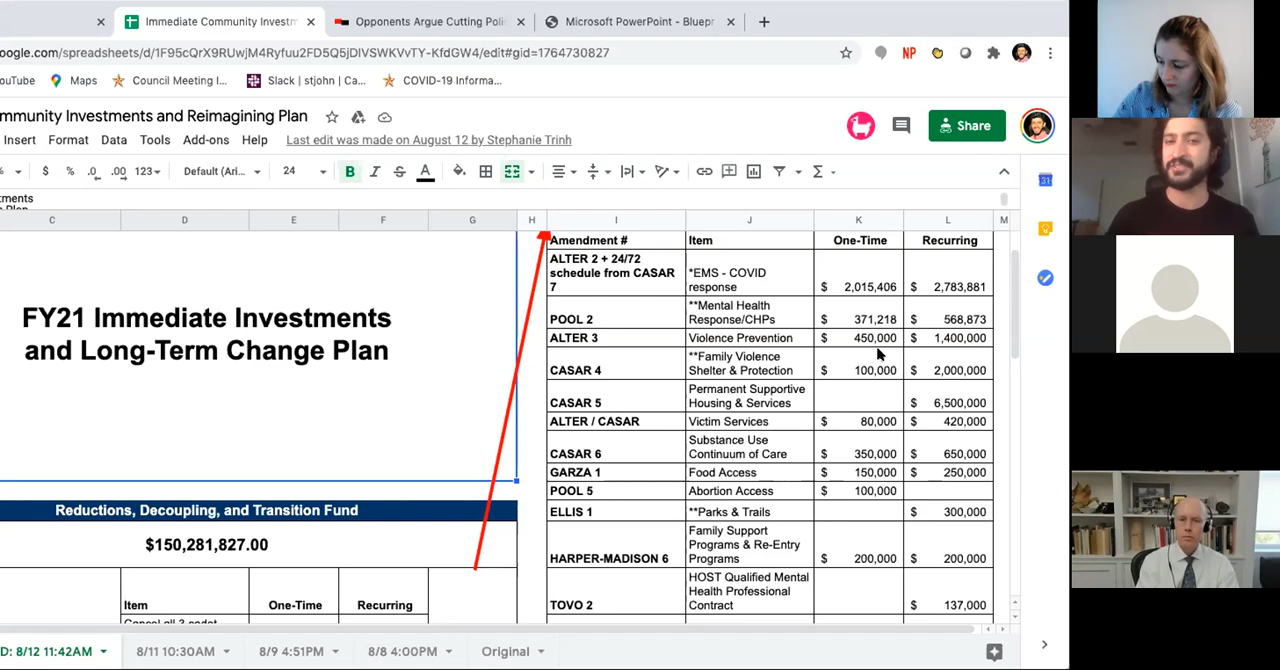 Immediate Community Investm
Opponents Argue Cutting Poli
Microsoft PowerPoint - Bluepr
oogle.com/spreadsheets/d/1F95cQrX9RUwjM4Ryfuu2FD5Q5jDIVSWKVvTY-KfdGW4/edit#gid=1764730827
NP
ouTube
Maps
Council Meeting I...
Slack | stjohn | Ca...
COVID-19 Informa...
mmunity Investments and Reimagining Plan
Share
Insert Format Data Tools Add-ons Help Last edit was made on August 12 by Stephanie Trinh
% $ % .0 .00 123 Default (Ari... 24 B I S A Σ
tments
Plan
C D E F G H I J K L M
FY21 Immediate Investments
and Long-Term Change Plan
Reductions, Decoupling, and Transition Fund
$150,281,827.00
Item One-Time Recurring
Cancel all 3 cadet
Amendment # Item One-Time Recurring
ALTER 2 + 24/72
schedule from CASAR
7
*EMS - COVID
response
$ 2,015,406 $ 2,783,881
POOL 2
**Mental Health
Response/CHPs
$ 371,218 $ 568,873
ALTER 3 Violence Prevention $ 450,000 $ 1,400,000
CASAR 4
**Family Violence
Shelter & Protection
$ 100,000 $ 2,000,000
CASAR 5
Permanent Supportive
Housing & Services
$ 6,500,000
ALTER / CASAR Victim Services $ 80,000 $ 420,000
CASAR 6
Substance Use
Continuum of Care
$ 350,000 $ 650,000
GARZA 1 Food Access $ 150,000 $ 250,000
POOL 5 Abortion Access $ 100,000
ELLIS 1 **Parks & Trails $ 300,000
HARPER-MADISON 6
Family Support
Programs & Re-Entry
Programs
$ 200,000 $ 200,000
TOVO 2
HOST Qualified Mental
Health Professional
Contract
$ 137,000
31
D: 8/12 11:42AM 8/11 10:30AM 8/9 4:51PM 8/8 4:00PM Original